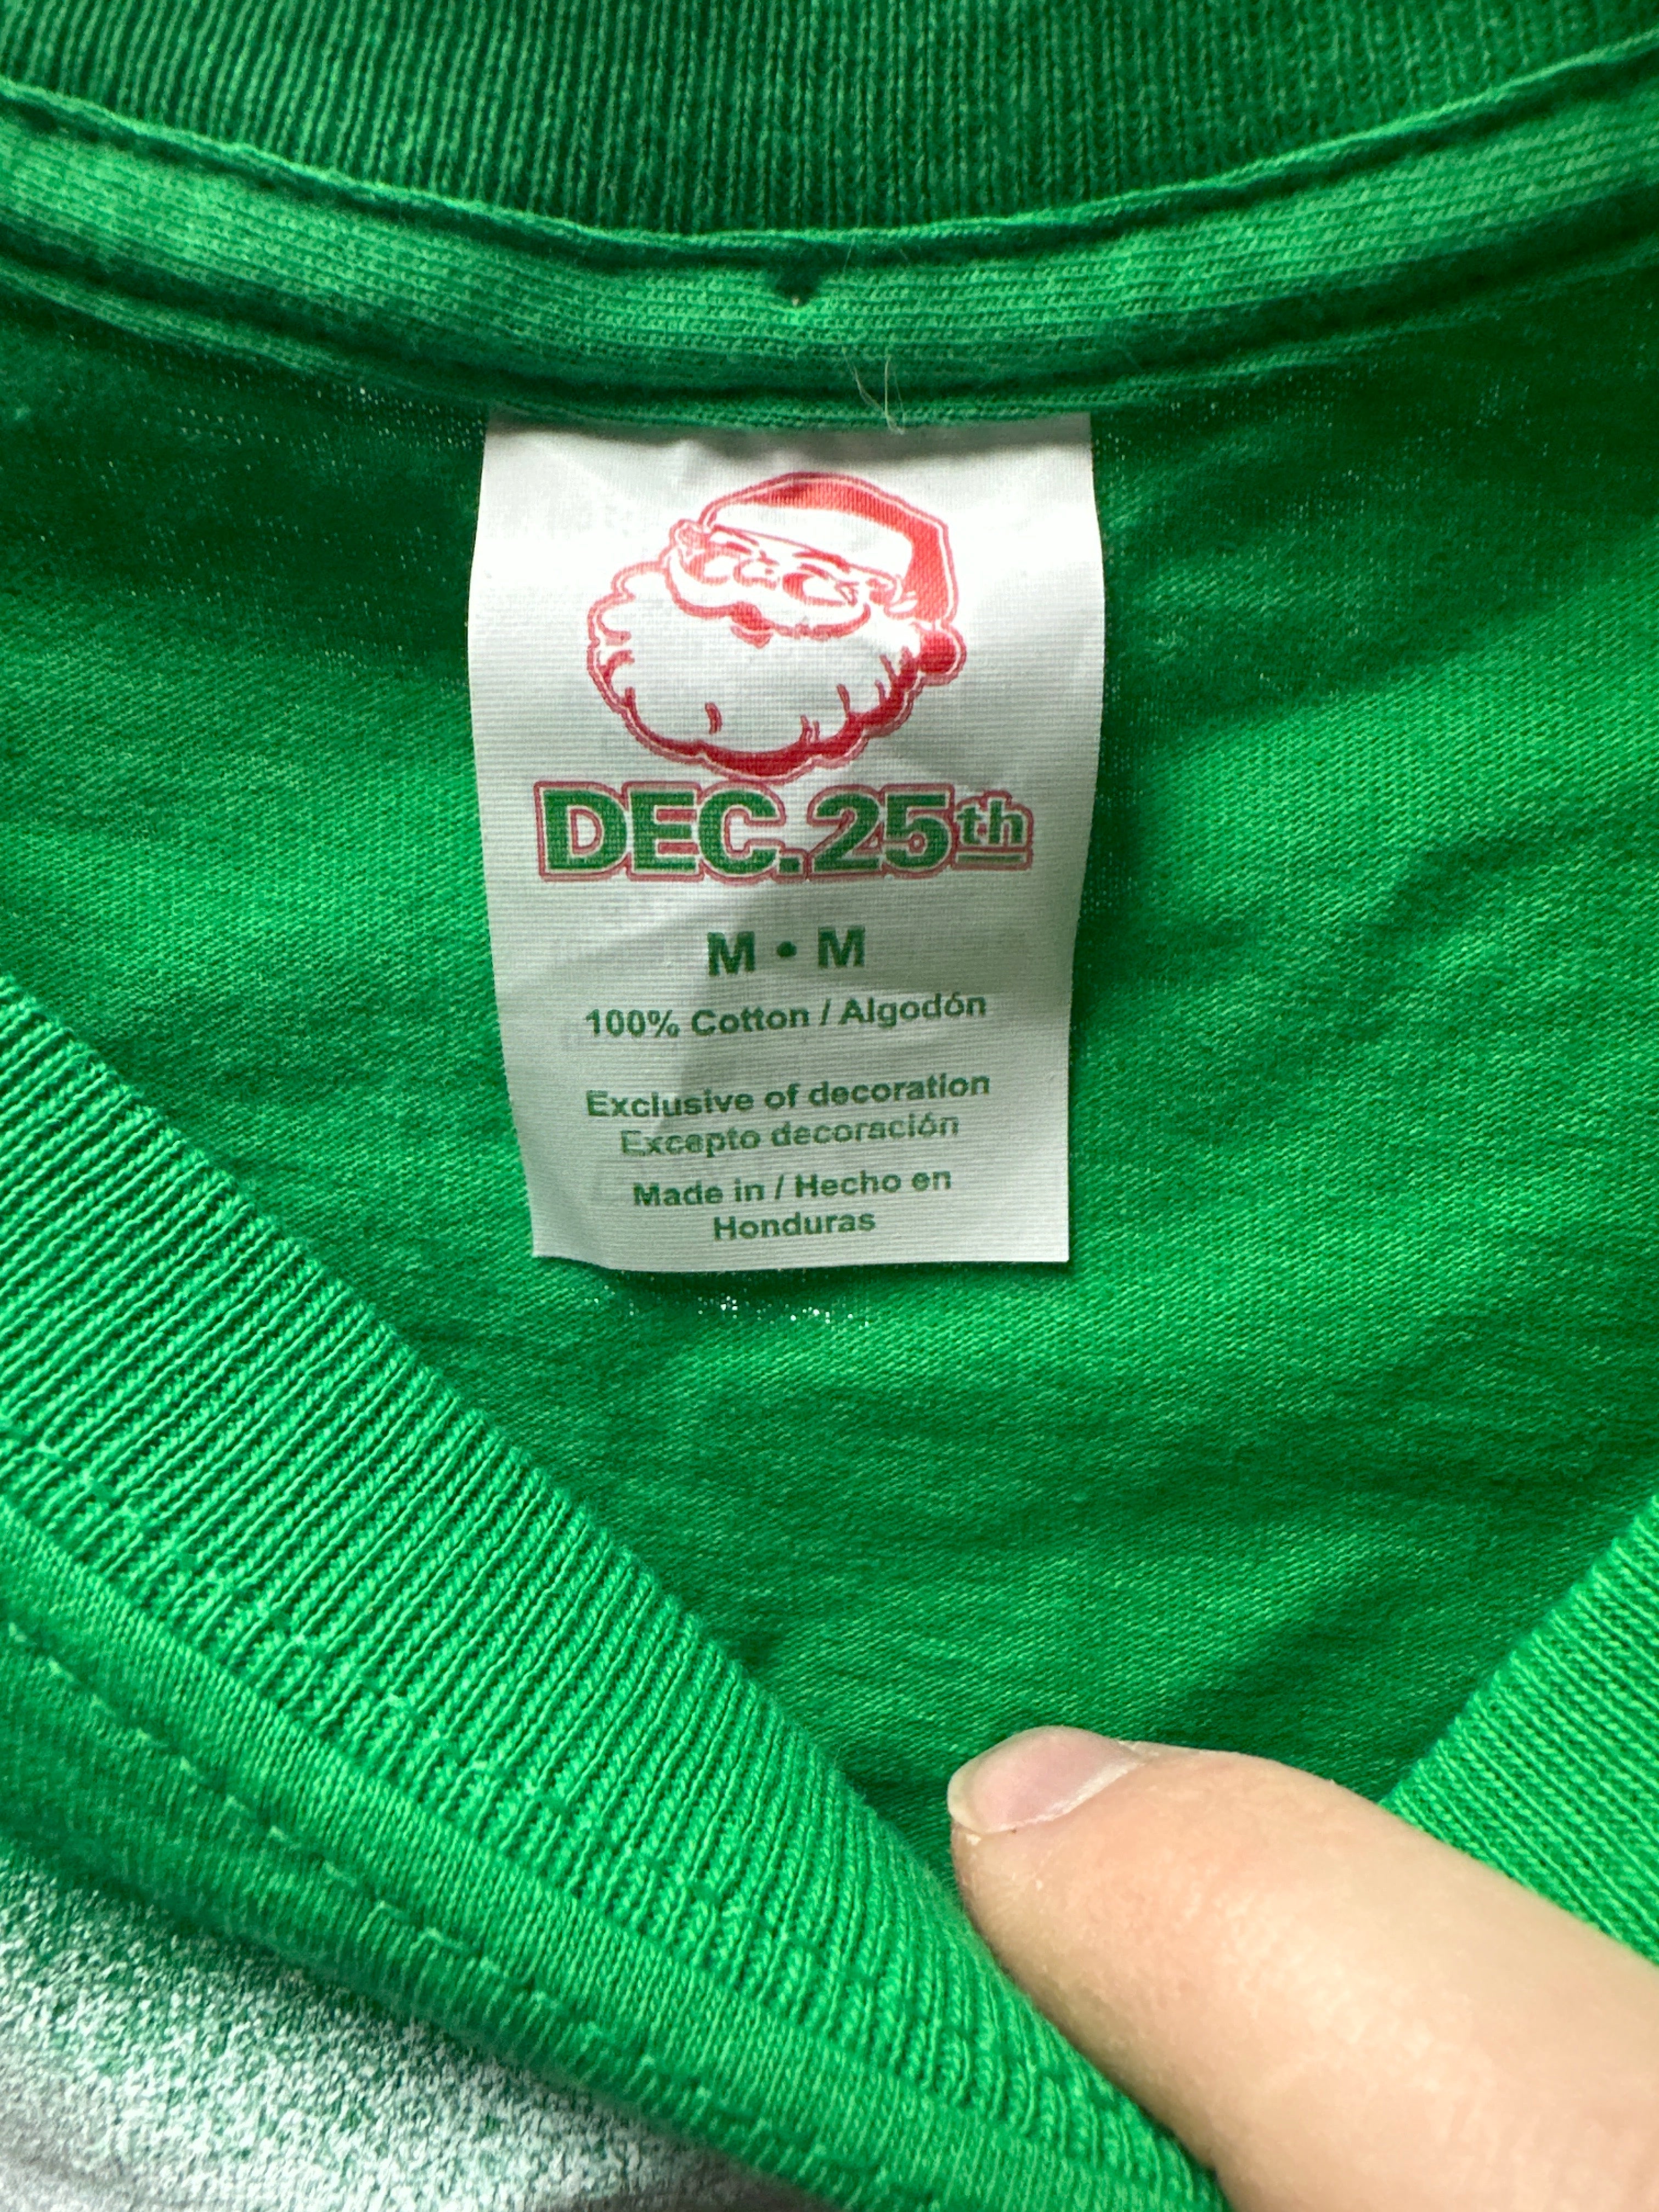 DEC.25th
M • M
100% Cotton / Algodón
Exclusive of decoration
Excepto decoración
Made in / Hecho en
Honduras